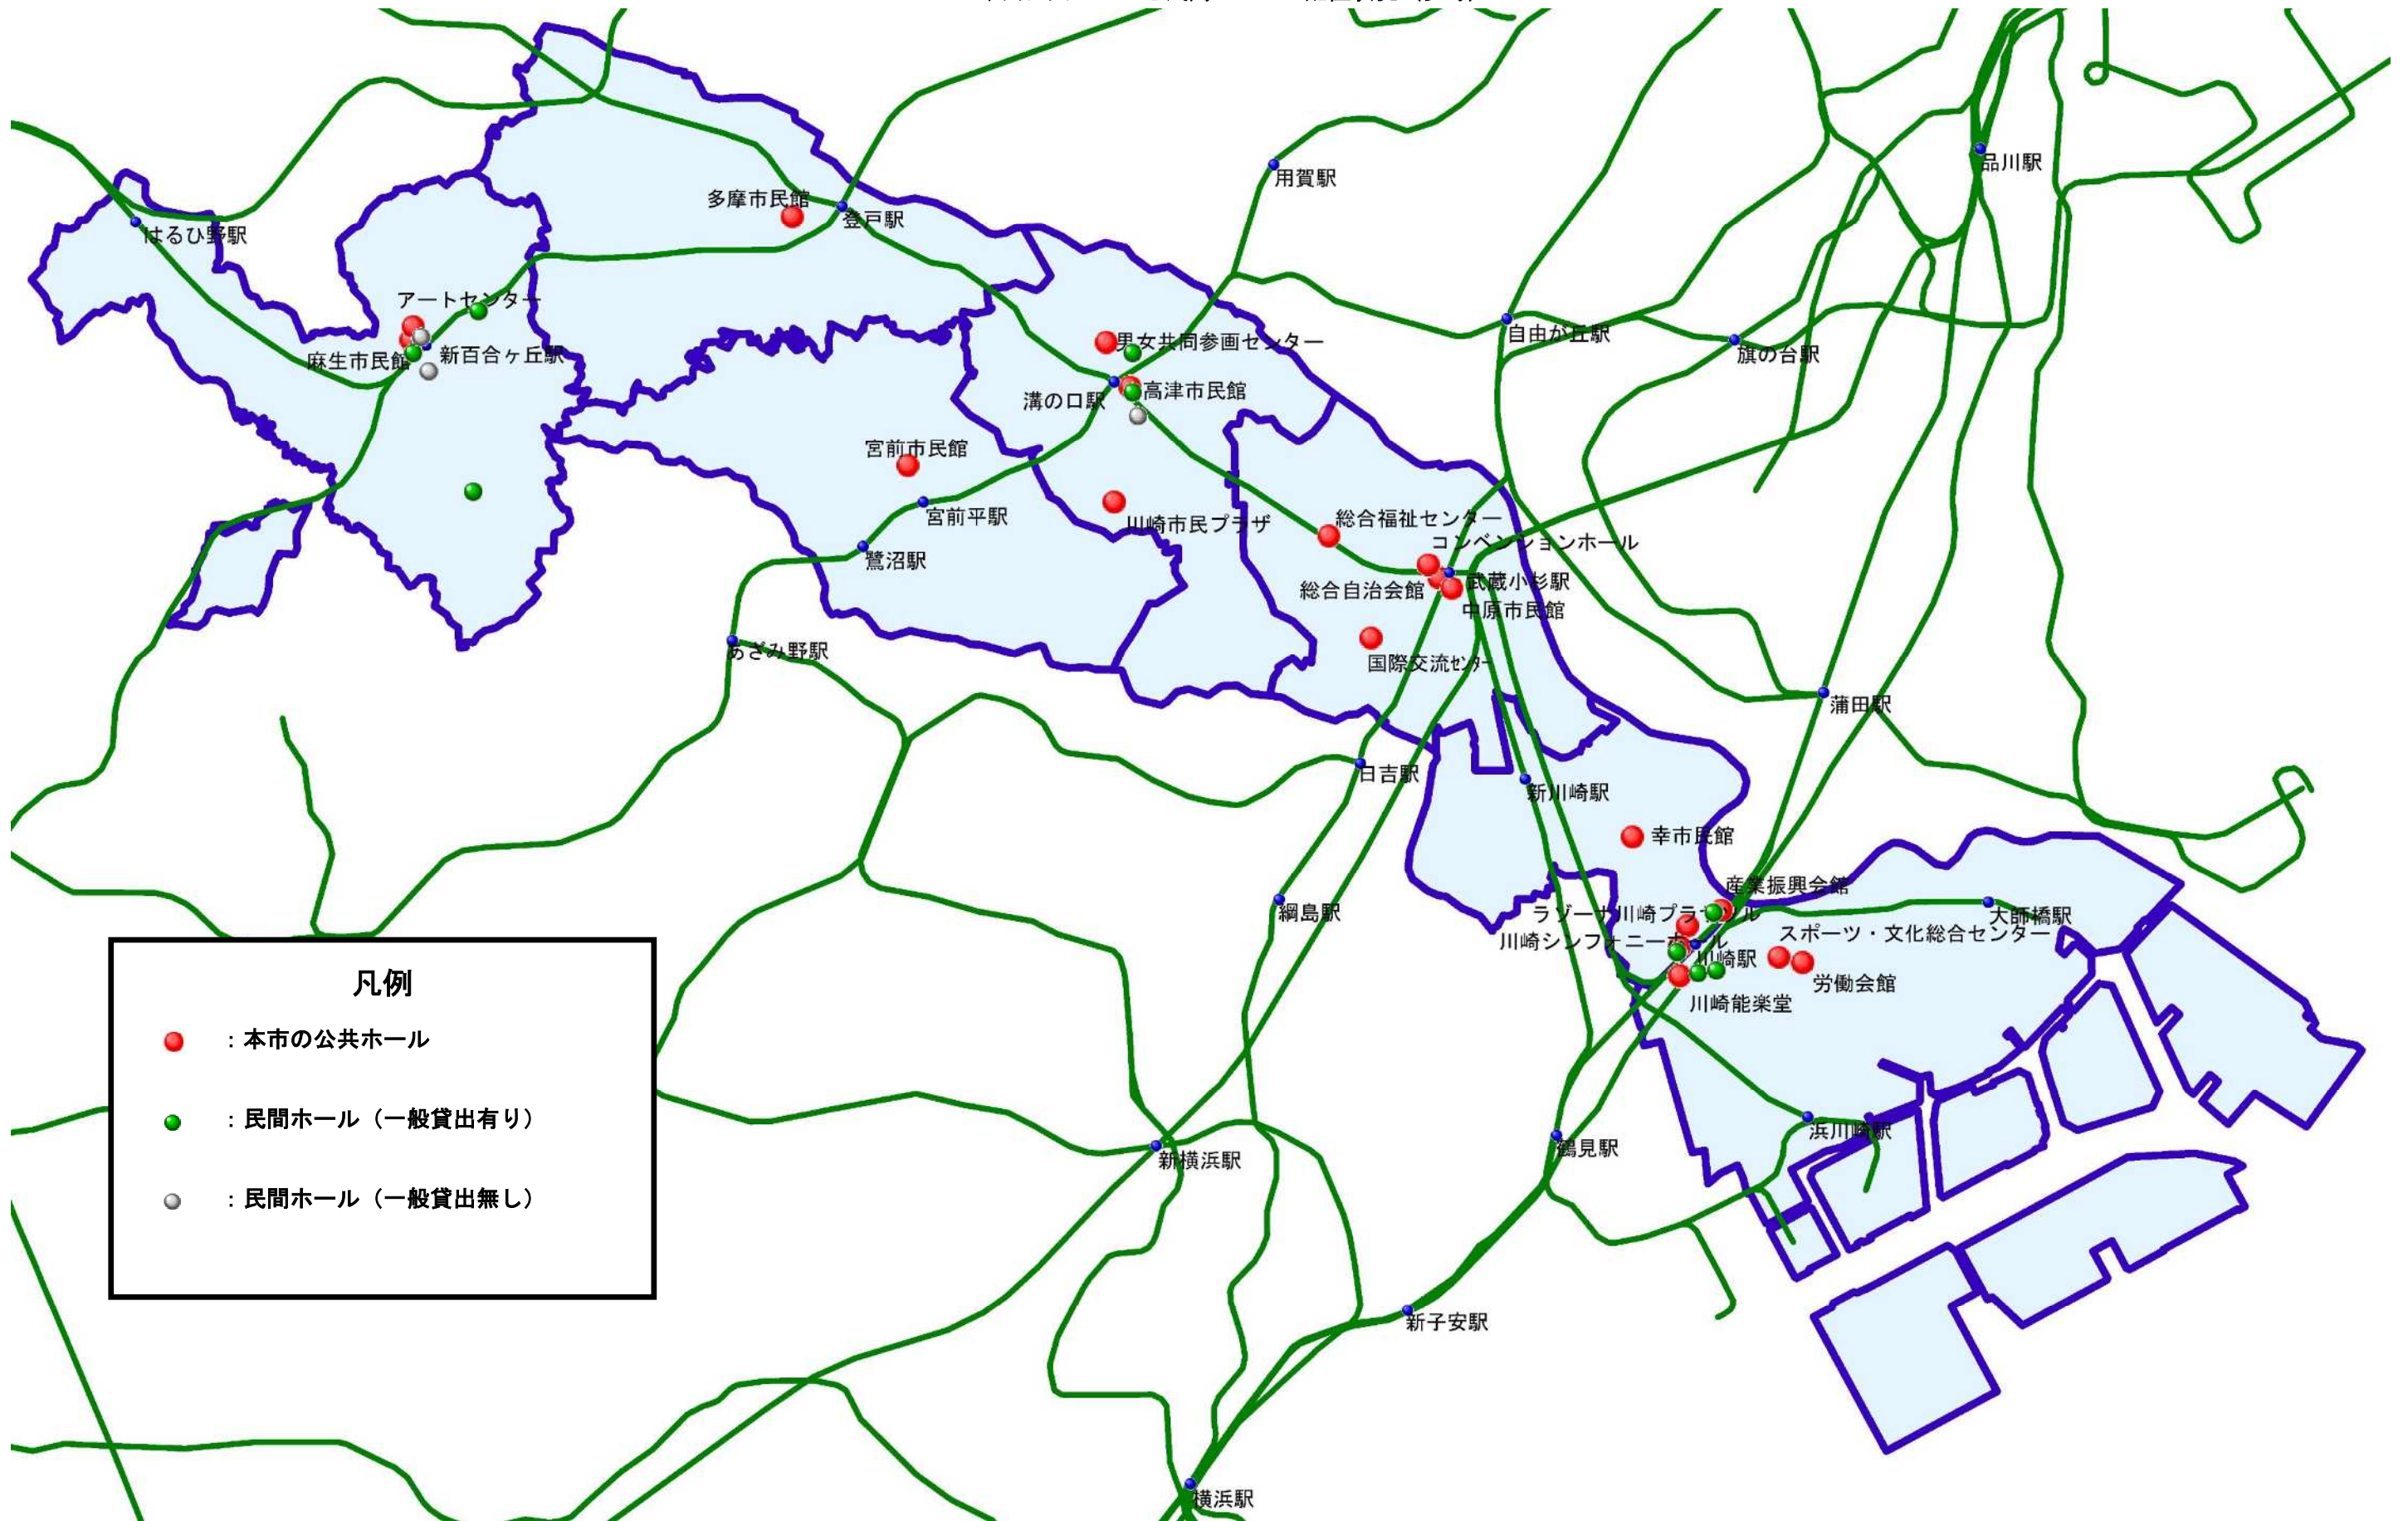 品川駅
用賀駅
多摩市民館
登戸駅
はるひ野駅
アートセンター
自由が丘駅
男女共同参画センター
旗の台駅
麻生市民館
新百合ヶ丘駅
高津市民館
溝の口駅
宮前市民館
宮前平駅
川崎市民プラザ
総合福祉センター
コンベンションホール
鷺沼駅
武蔵小杉駅
総合自治会館
中原市民館
あざみ野駅
国際交流センター
蒲田駅
日吉駅
新川崎駅
幸市民館
産業振興会館
綱島駅
ラゾーナ川崎プラザソル
大師橋駅
川崎シンフォニーホール
スポーツ・文化総合センター
川崎駅
労働会館
川崎能楽堂
凡例
：本市の公共ホール
：民間ホール（一般貸出有り）
：民間ホール（一般貸出無し）
浜川崎駅
鶴見駅
新横浜駅
新子安駅
横浜駅